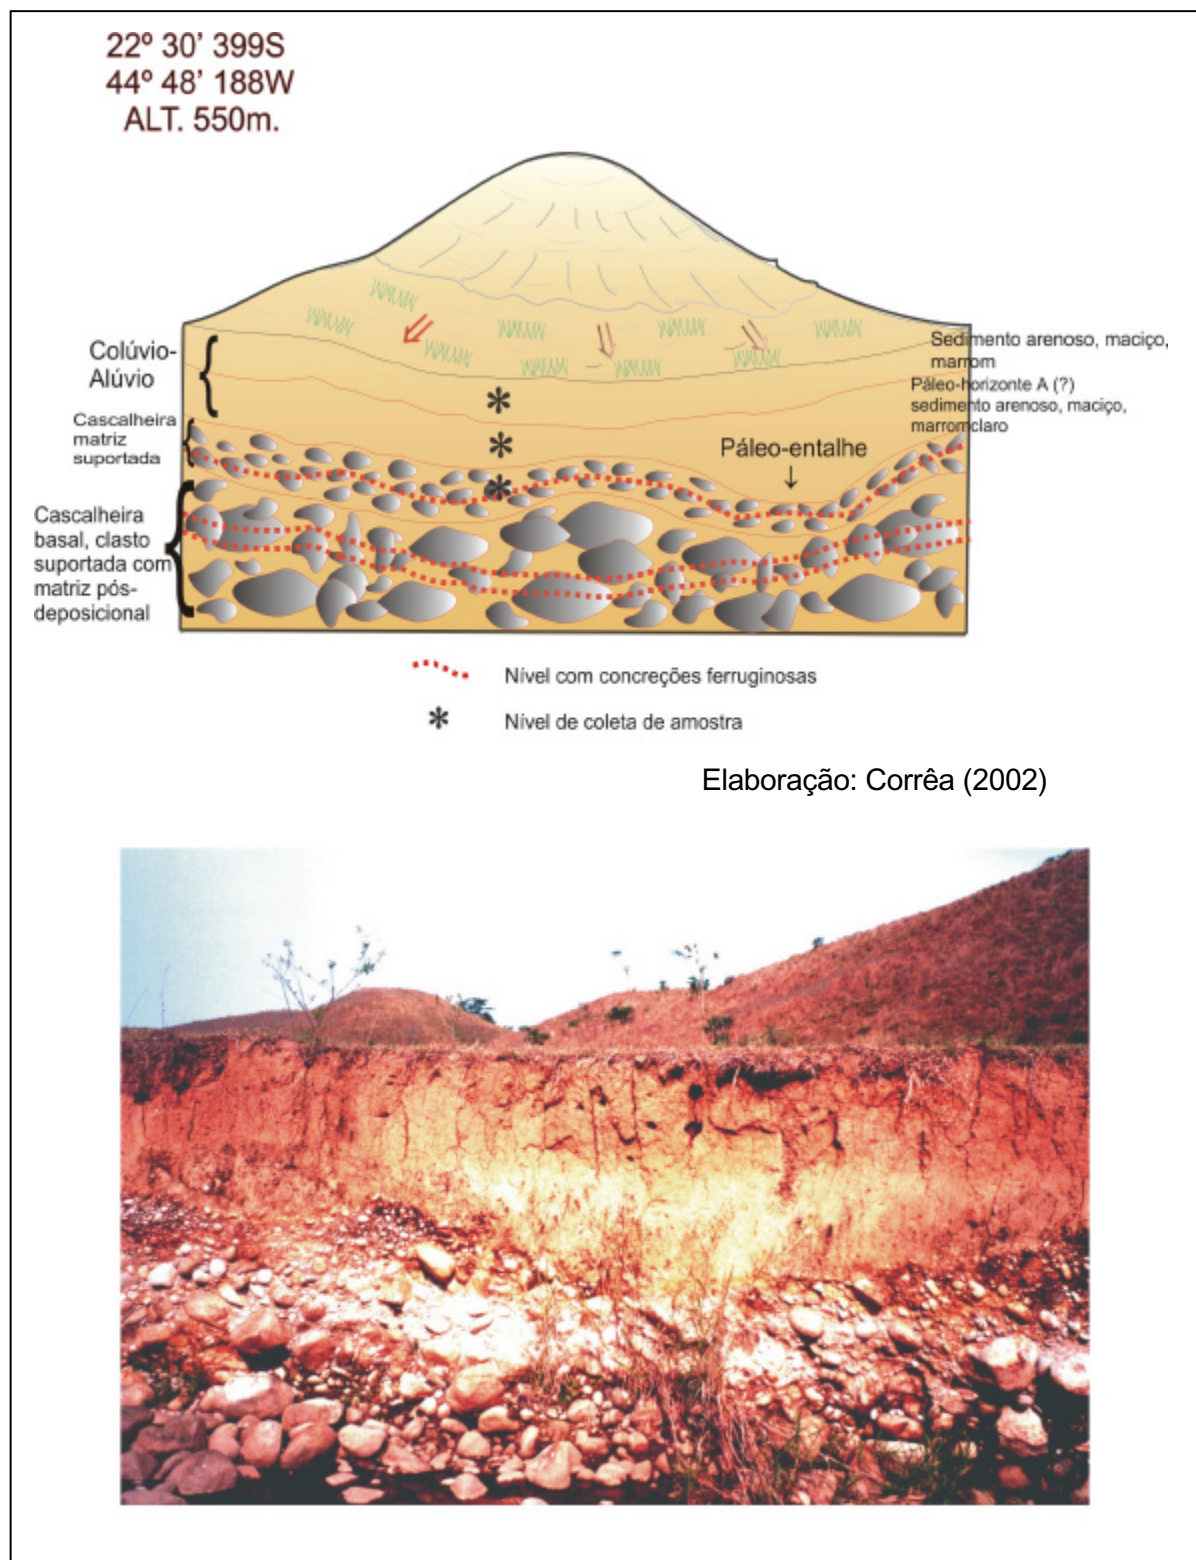 22º 30’ 399S
44º 48’ 188W
ALT. 550m.
Colúvio-
Alúvio
Cascalheira
matriz
suportada
Cascalheira
basal, clasto
suportada com
matriz pós-
deposicional
Sedimento arenoso, maciço,
marrom
Páleo-horizonte A (?)
sedimento arenoso, maciço,
marromclaro
Páleo-entalhe
Nível com concreções ferruginosas
Nível de coleta de amostra
Elaboração: Corrêa (2002)